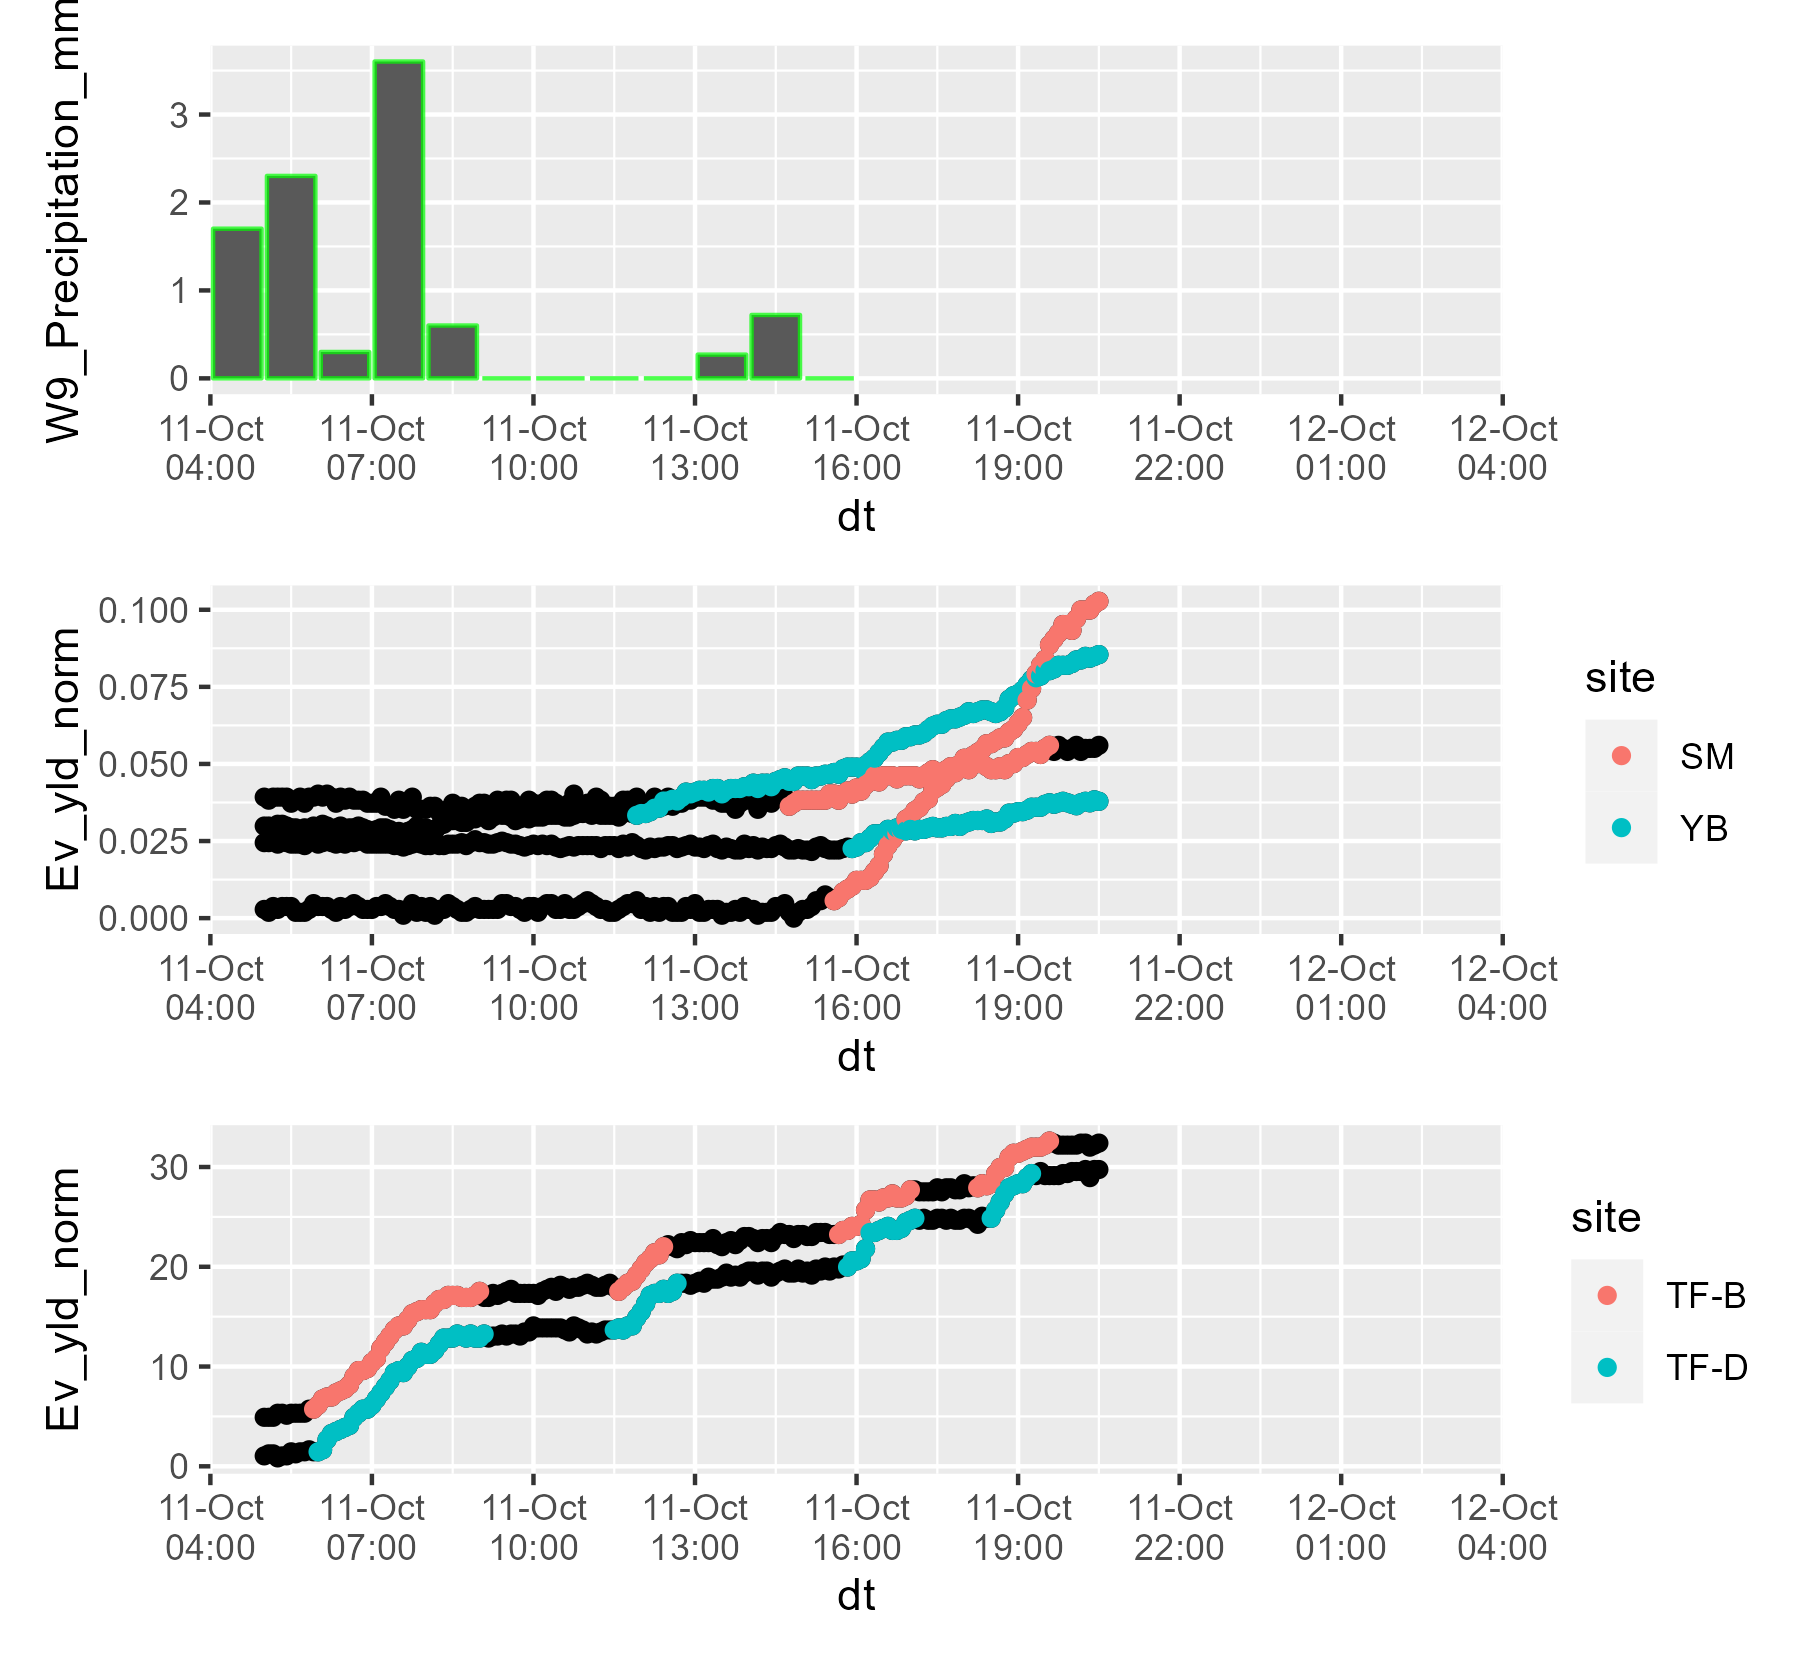 W9_Precipitation_mm
3
2
1
0
11-Oct 11-Oct 11-Oct 11-Oct 11-Oct 11-Oct 11-Oct 12-Oct 12-Oct
04:00 07:00 10:00 13:00 16:00 19:00 22:00 01:00 04:00
dt
Ev_yld_norm
0.100
0.075
0.050
0.025
0.000
11-Oct 11-Oct 11-Oct 11-Oct 11-Oct 11-Oct 11-Oct 12-Oct 12-Oct
04:00 07:00 10:00 13:00 16:00 19:00 22:00 01:00 04:00
dt
site
SM
YB
Ev_yld_norm
30
20
10
0
11-Oct 11-Oct 11-Oct 11-Oct 11-Oct 11-Oct 11-Oct 12-Oct 12-Oct
04:00 07:00 10:00 13:00 16:00 19:00 22:00 01:00 04:00
dt
site
TF-B
TF-D